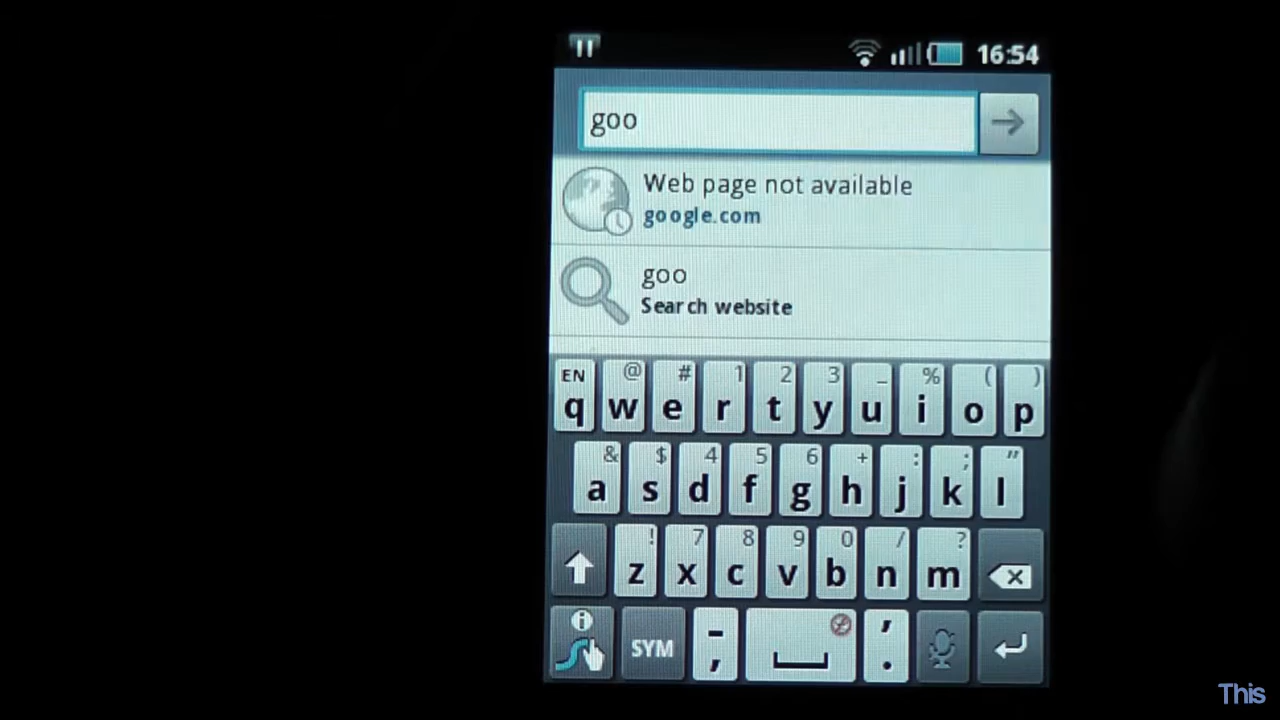 16:54
goo
Web page not available
google.com
goo
Search website
EN @ # 1 2 3 _ % ( )
q w e r t y u i o p
& $ 4 5 6 + : ; "
a s d f g h j k l
! 7 8 9 0 / ?
z x c v b n m
SYM - , ' .
This